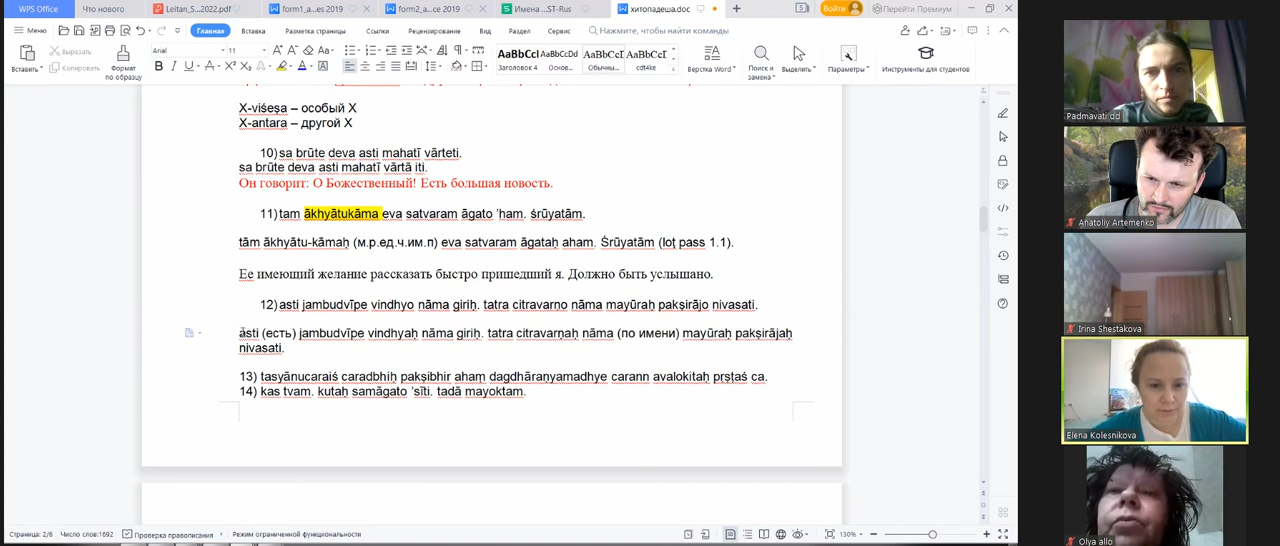 WPS Office
Что нового
Leitan_S...2022.pdf
form1_a...es 2019
form2_a...ce 2019
Имена ...ST-Rus
хитопадеша.doc
Войти
Перейти Премиум
Меню
Главная
Вставка
Разметка страницы
Ссылки
Рецензирование
Вид
Раздел
Справка
Нажмите, чтобы найти команды
Вставить
Вырезать
Копировать
Формат по образцу
Arial
11
AaBbCcI
AaBbCcDd
AaBbCcI
AaBbCcI
Заголовок 4
Основ...
Обычны...
cdt4ke
Верстка Word
Поиск и замена
Выделить
Параметры
Инструменты для студентов
X-viśeṣa – особый X
X-antara – другой X
10) sa brūte deva asti mahatī vārteti.
sa brūte deva asti mahatī vārtā iti.
Он говорит: О Божественный! Есть большая новость.
11) tam ākhyātukāma eva satvaram āgato ’ham. śrūyatām.
tām ākhyātu-kāmaḥ (м.р.ед.ч.им.п) eva satvaram āgataḥ aham. Śrūyatām (loṭ pass 1.1).
Ее имеющий желание рассказать быстро пришедший я. Должно быть услышано.
12) asti jambudvīpe vindhyo nāma giriḥ. tatra citravarṇo nāma mayūraḥ pakṣirājo nivasati.
asti (есть) jambudvīpe vindhyaḥ nāma giriḥ. tatra citravarṇaḥ nāma (по имени) mayūraḥ pakṣirājaḥ
nivasati.
13) tasyānucaraiś caradbhiḥ pakṣibhir ahaṃ dagdhāraṇyamadhye carann avalokitaḥ pṛṣṭaś ca.
14) kas tvam. kutaḥ samāgato ’sīti. tadā mayoktam.
Страница: 2/6
Число слов:1692
Проверка правописания
Режим ограниченной функциональности
130%
Padmavati dd
Anatoliy Artemenko
Irina Shestakova
Elena Kolesnikova
Olya allo